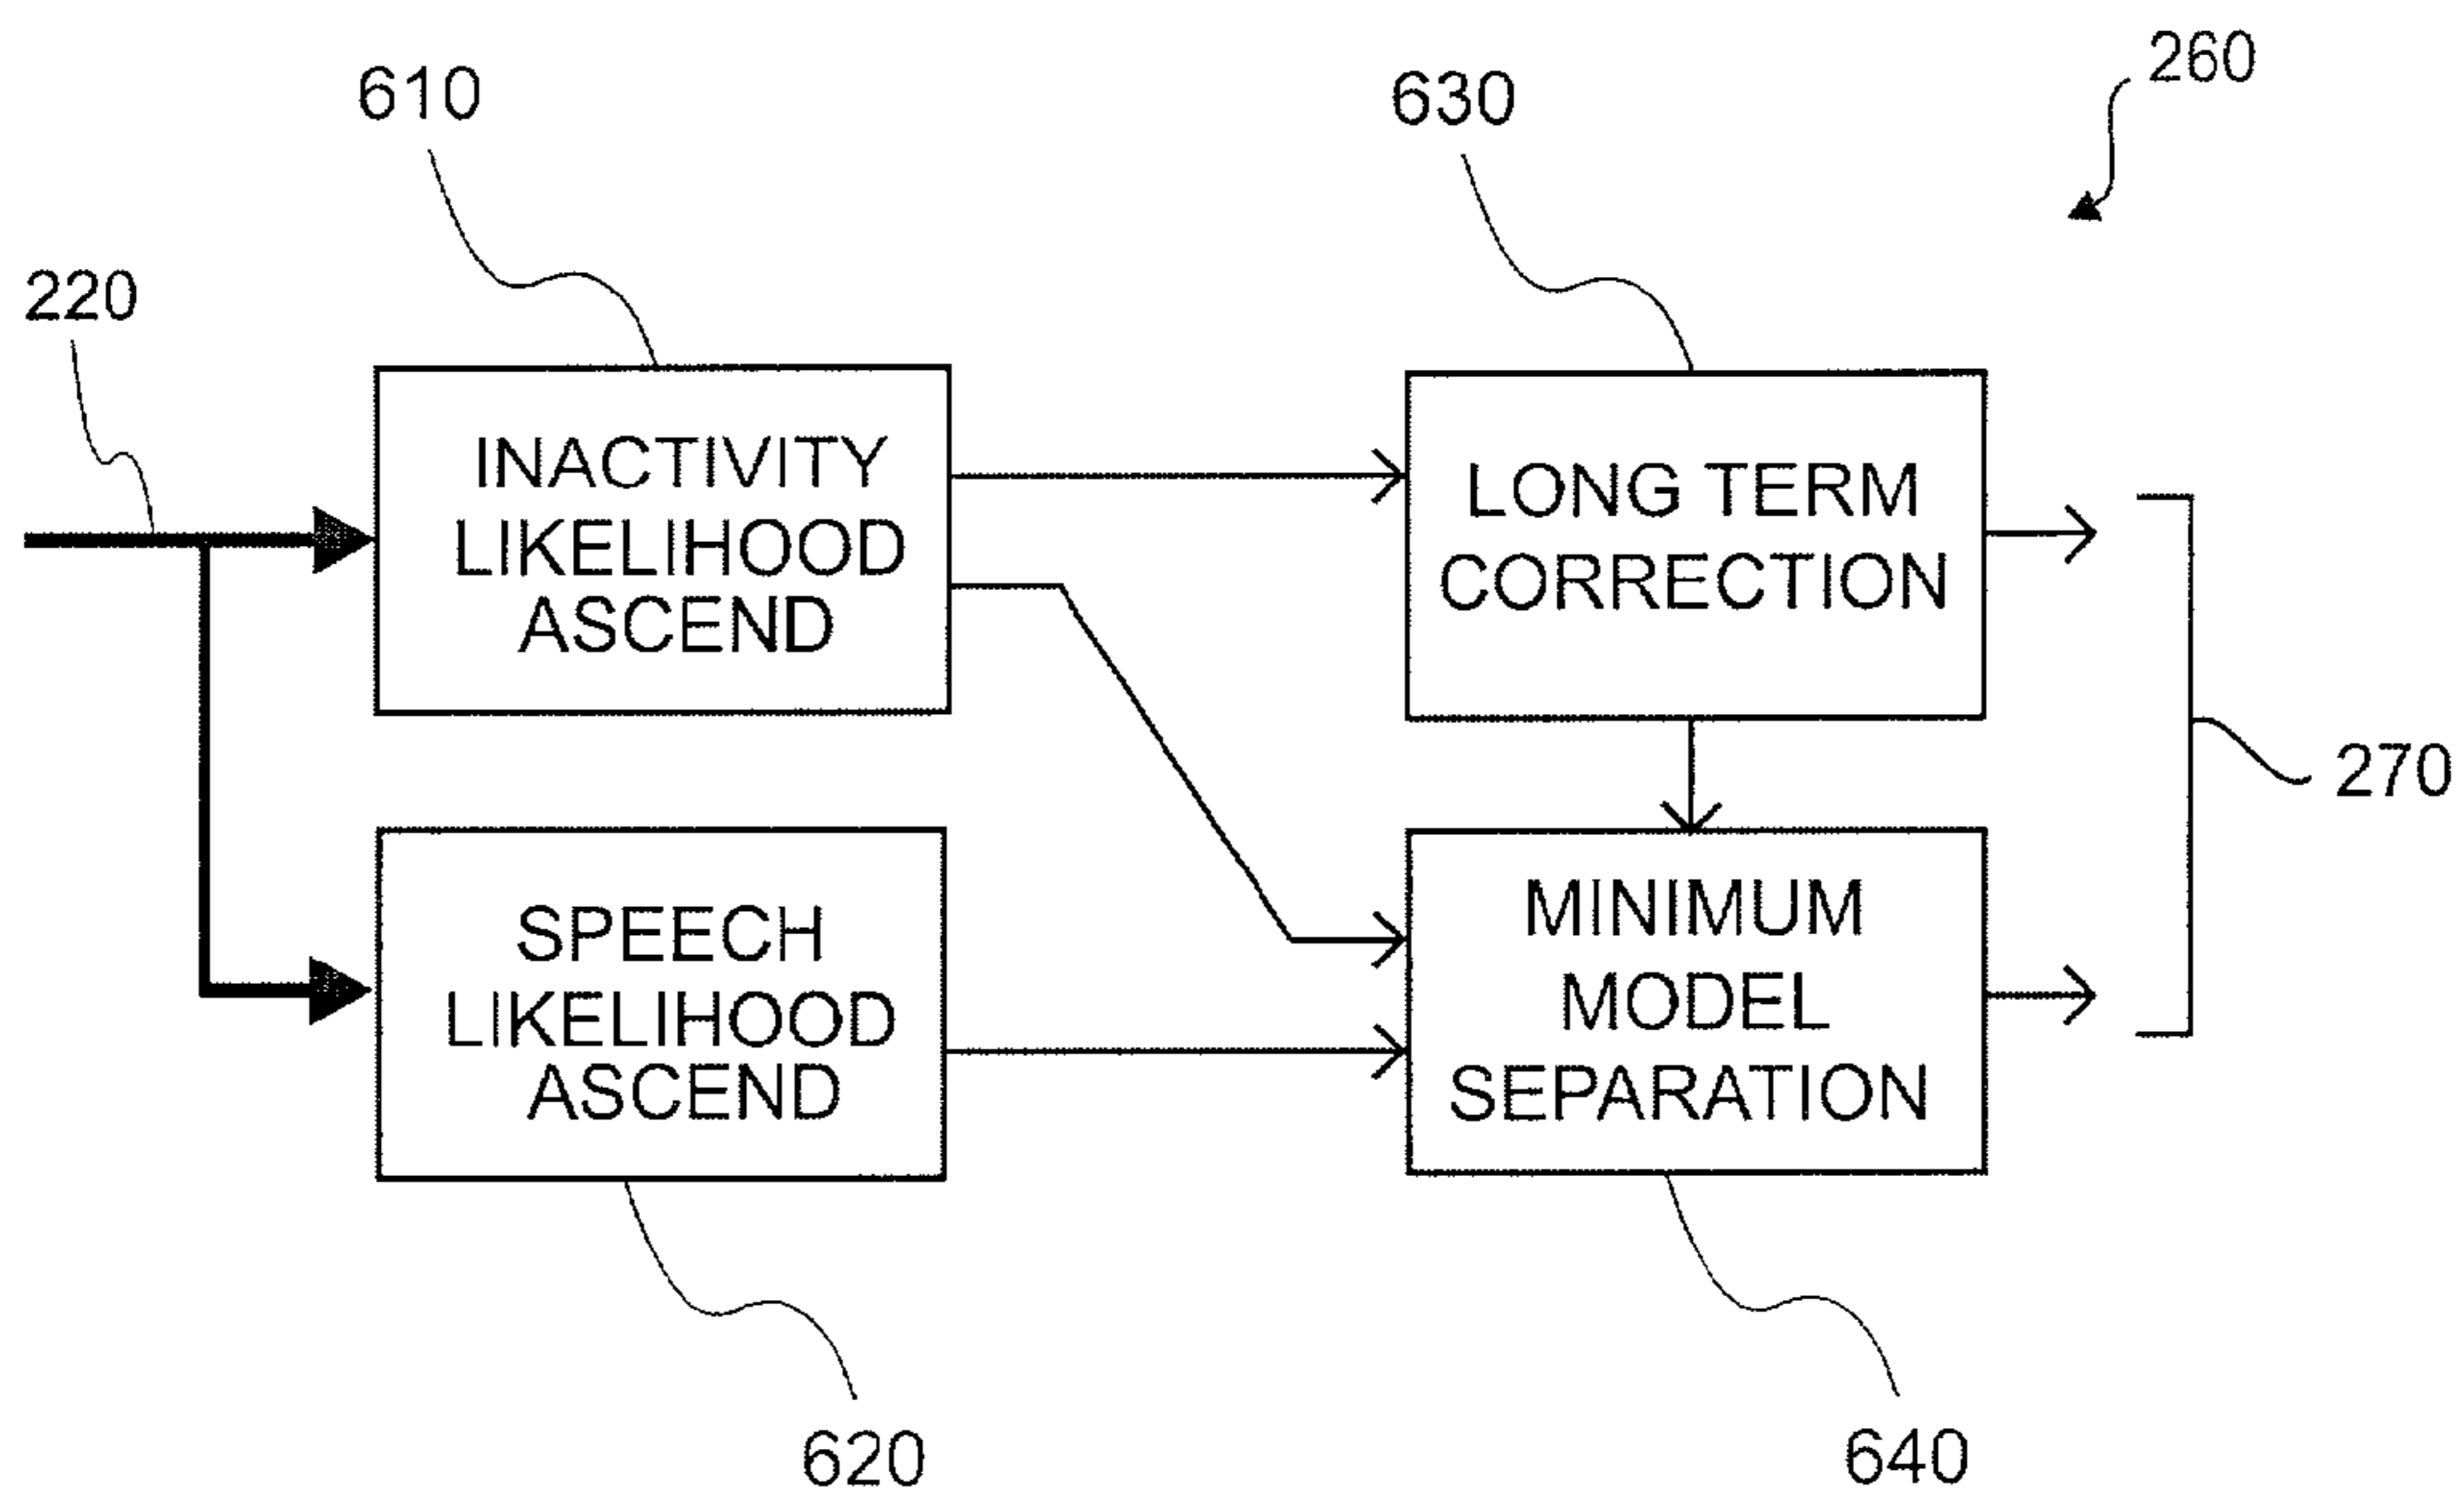 260
610
630
220
INACTIVITY
LIKELIHOOD
ASCEND
LONG TERM
CORRECTION
270
SPEECH
LIKELIHOOD
ASCEND
MINIMUM
MODEL
SEPARATION
620
640